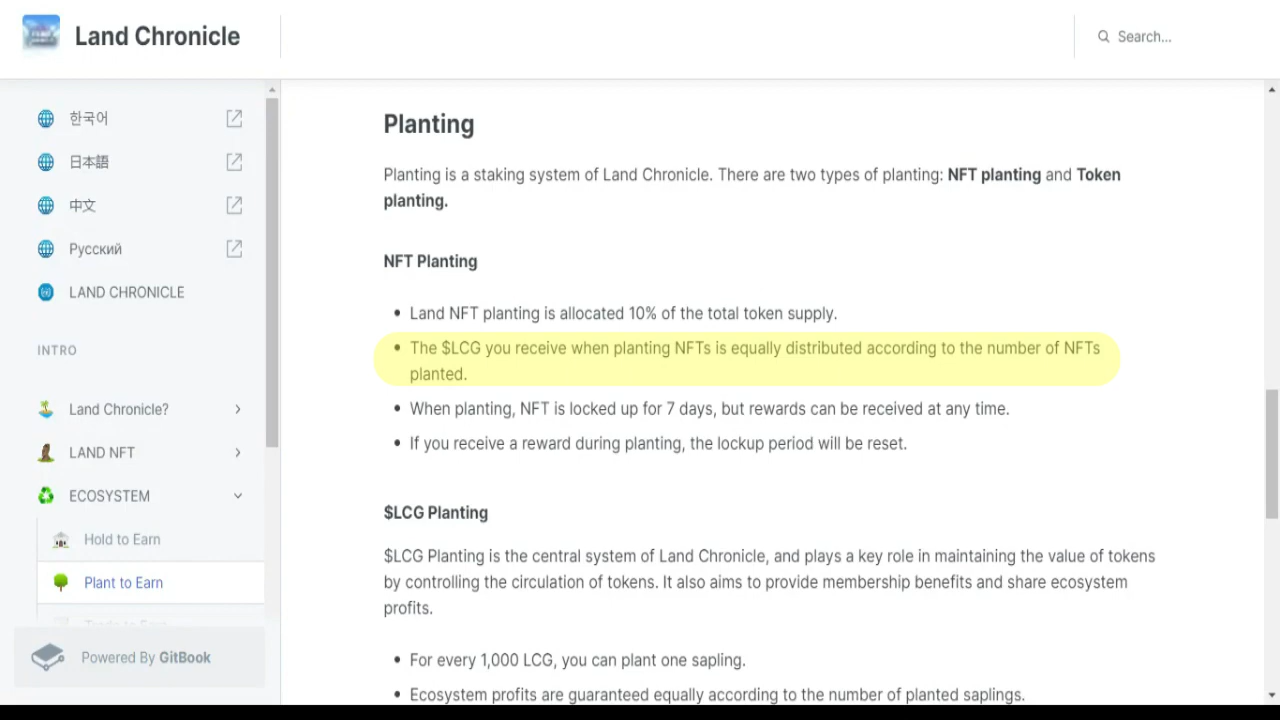 Land Chronicle
Search...
한국어
日本語
中文
Русский
LAND CHRONICLE
INTRO
Land Chronicle?
LAND NFT
ECOSYSTEM
Hold to Earn
Plant to Earn
Powered By GitBook
Planting
Planting is a staking system of Land Chronicle. There are two types of planting: NFT planting and Token
planting.
NFT Planting
• Land NFT planting is allocated 10% of the total token supply.
• The $LCG you receive when planting NFTs is equally distributed according to the number of NFTs
planted.
• When planting, NFT is locked up for 7 days, but rewards can be received at any time.
• If you receive a reward during planting, the lockup period will be reset.
$LCG Planting
$LCG Planting is the central system of Land Chronicle, and plays a key role in maintaining the value of tokens
by controlling the circulation of tokens. It also aims to provide membership benefits and share ecosystem
profits.
• For every 1,000 LCG, you can plant one sapling.
• Ecosystem profits are guaranteed equally according to the number of planted saplings.